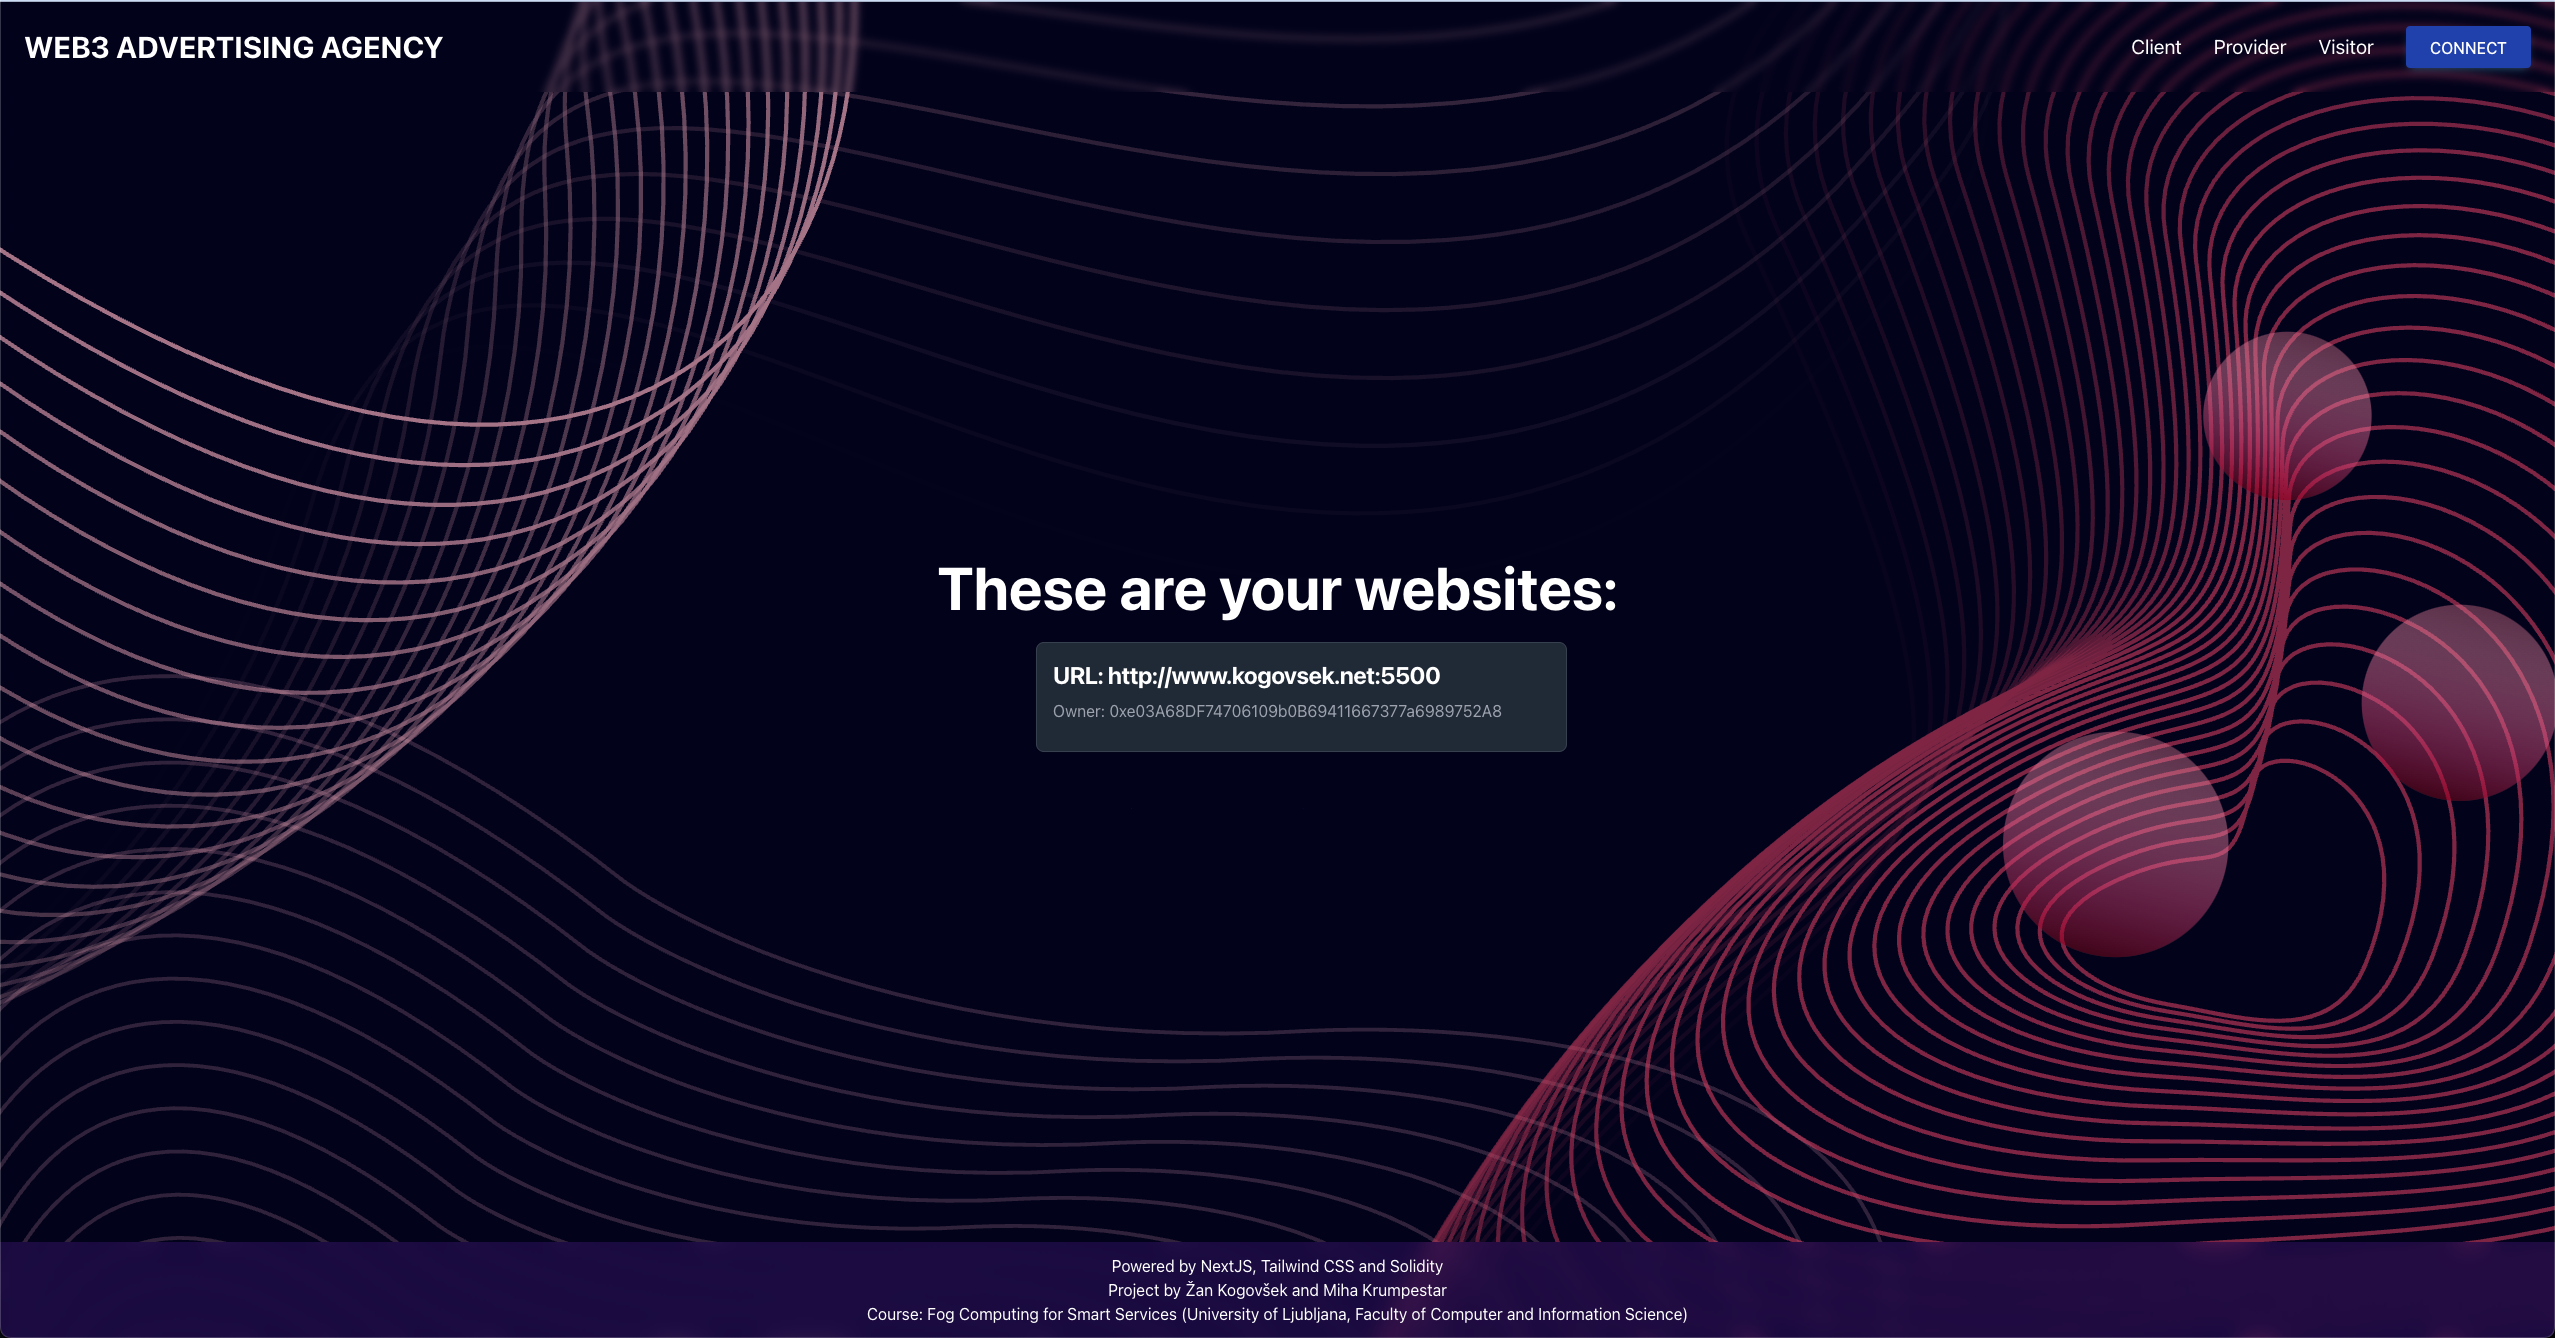 WEB3 ADVERTISING AGENCY
Client
Provider
Visitor
CONNECT
These are your websites:
URL: http://www.kogovsek.net:5500
Owner: 0xe03A68DF74706109b0B69411667377a6989752A8
Powered by NextJS, Tailwind CSS and Solidity
Project by Žan Kogovšek and Miha Krumpestar
Course: Fog Computing for Smart Services (University of Ljubljana, Faculty of Computer and Information Science)